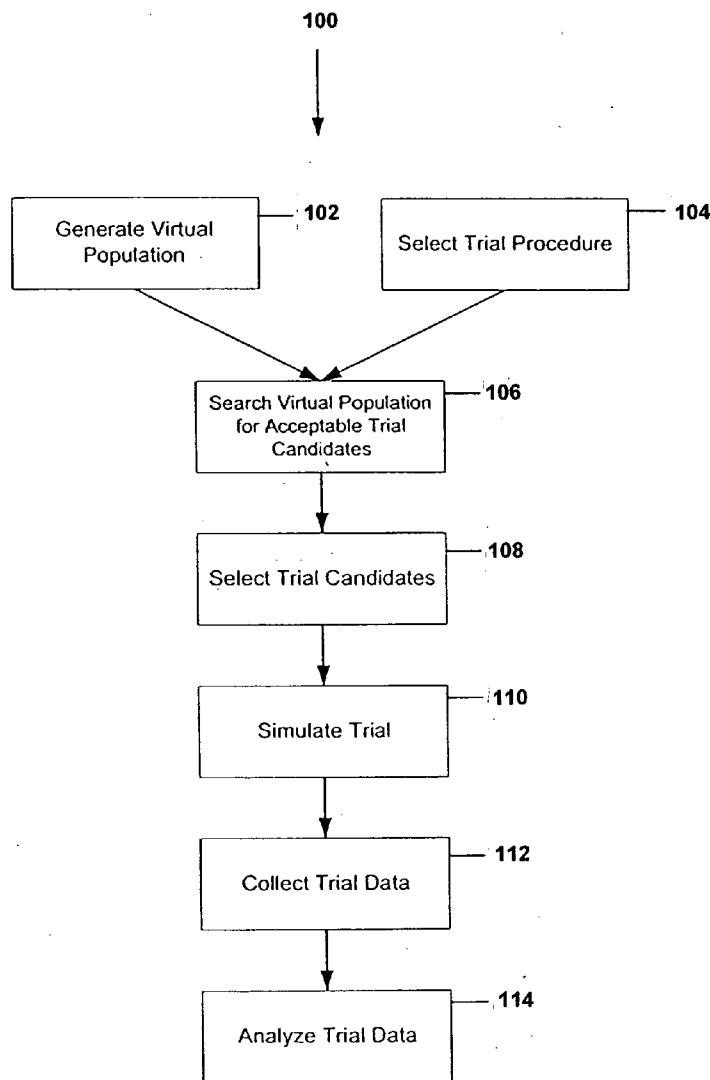 100
Generate Virtual
Population
102
Select Trial Procedure
104
Search Virtual Population
for Acceptable Trial
Candidates
106
Select Trial Candidates
108
Simulate Trial
110
Collect Trial Data
112
Analyze Trial Data
114